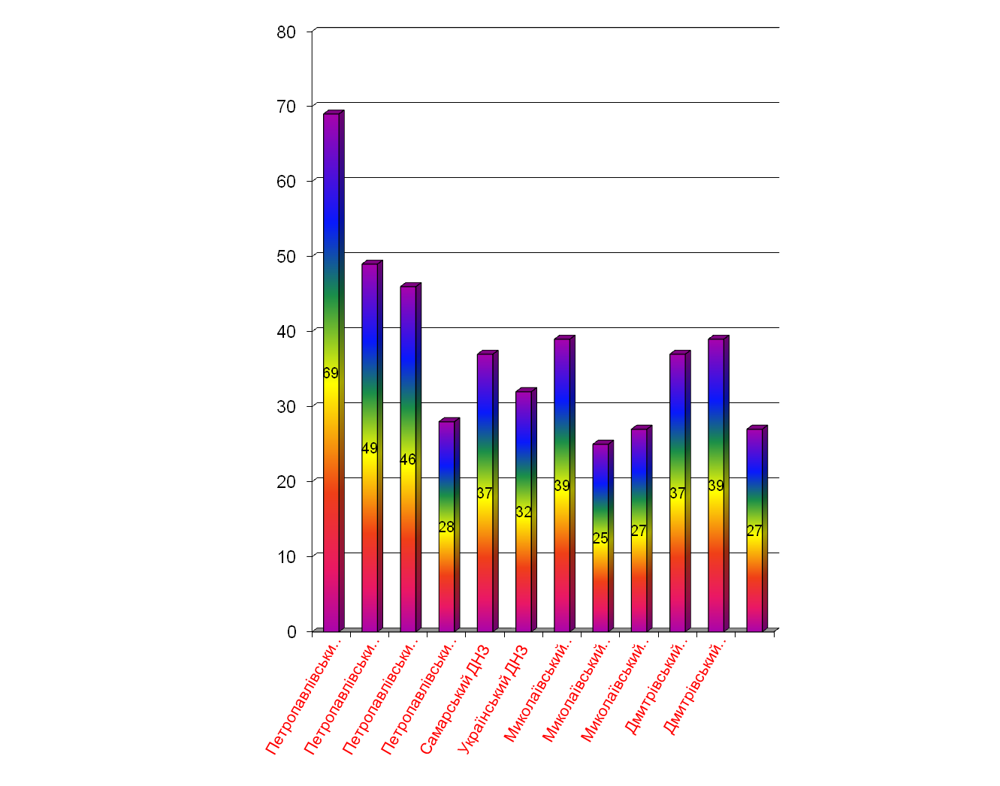 80
70
60
50
40
30
20
10
0
69
49
46
28
37
32
39
25
27
37
39
27
Петропавлівськи..
Петропавлівськи..
Петропавлівськи..
Петропавлівськи..
Самарський ДНЗ
Український ДНЗ
Миколаївський..
Миколаївський..
Миколаївський..
Дмитрівський..
Дмитрівський..